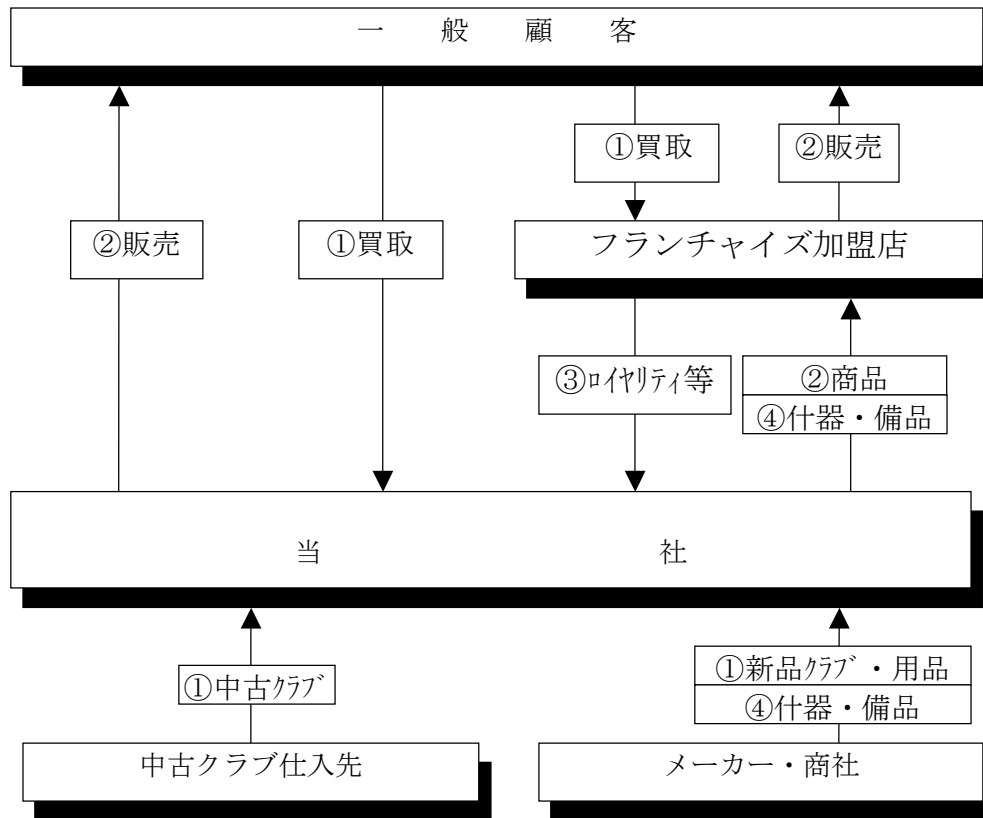 一般顧客
①買取
②販売
②販売
①買取
フランチャイズ加盟店
③ﾛｲﾔﾘﾃｨ等
②商品
④什器・備品
当社
①中古ｸﾗﾌﾞ
①新品ｸﾗﾌﾞ・用品
④什器・備品
中古クラブ仕入先
メーカー・商社